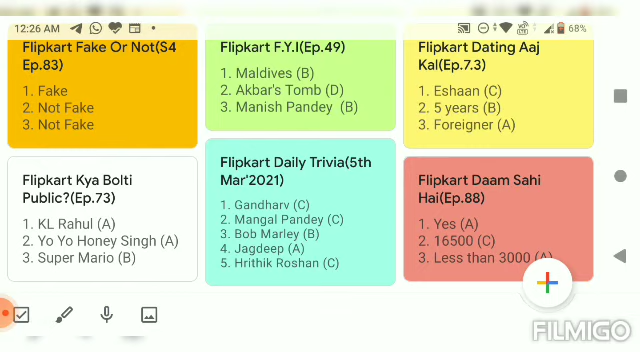 12:26 AM
68%
Flipkart Fake Or Not(S4
Ep.83)
1. Fake
2. Not Fake
3. Not Fake
Flipkart F.Y.I(Ep.49)
1. Maldives (B)
2. Akbar's Tomb (D)
3. Manish Pandey (B)
Flipkart Dating Aaj
Kal(Ep.7.3)
1. Eshaan (C)
2. 5 years (B)
3. Foreigner (A)
Flipkart Kya Bolti
Public?(Ep.73)
1. KL Rahul (A)
2. Yo Yo Honey Singh (A)
3. Super Mario (B)
Flipkart Daily Trivia(5th
Mar'2021)
1. Gandharv (C)
2. Mangal Pandey (C)
3. Bob Marley (B)
4. Jagdeep (A)
5. Hrithik Roshan (C)
Flipkart Daam Sahi
Hai(Ep.88)
1. Yes (A)
2. 16500 (C)
3. Less than 3000 (A)
FILMIGO